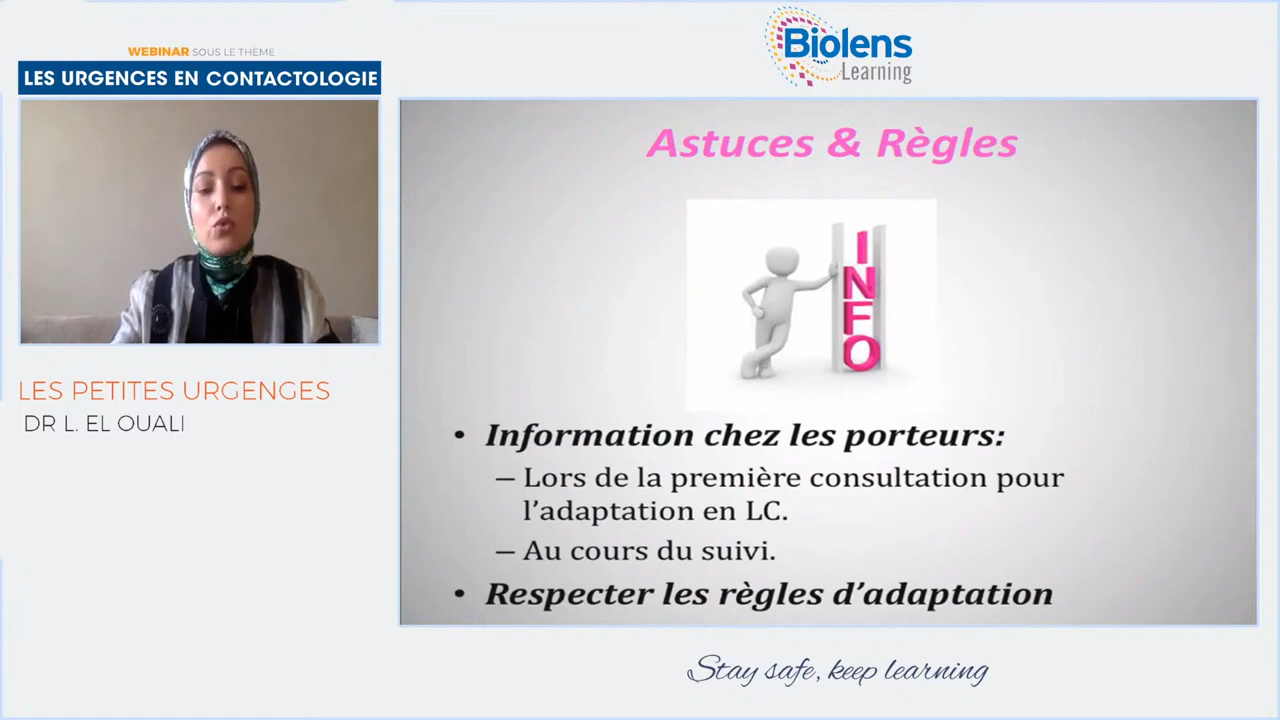 WEBINAR SOUS LE THEME
LES URGENCES EN CONTACTOLOGIE
Biolens
Learning
LES PETITES URGENGES
DR L. EL OUALI
Astuces & Règles
INFO
• Information chez les porteurs:
– Lors de la première consultation pour
l’adaptation en LC.
– Au cours du suivi.
• Respecter les règles d’adaptation
Stay safe, keep learning